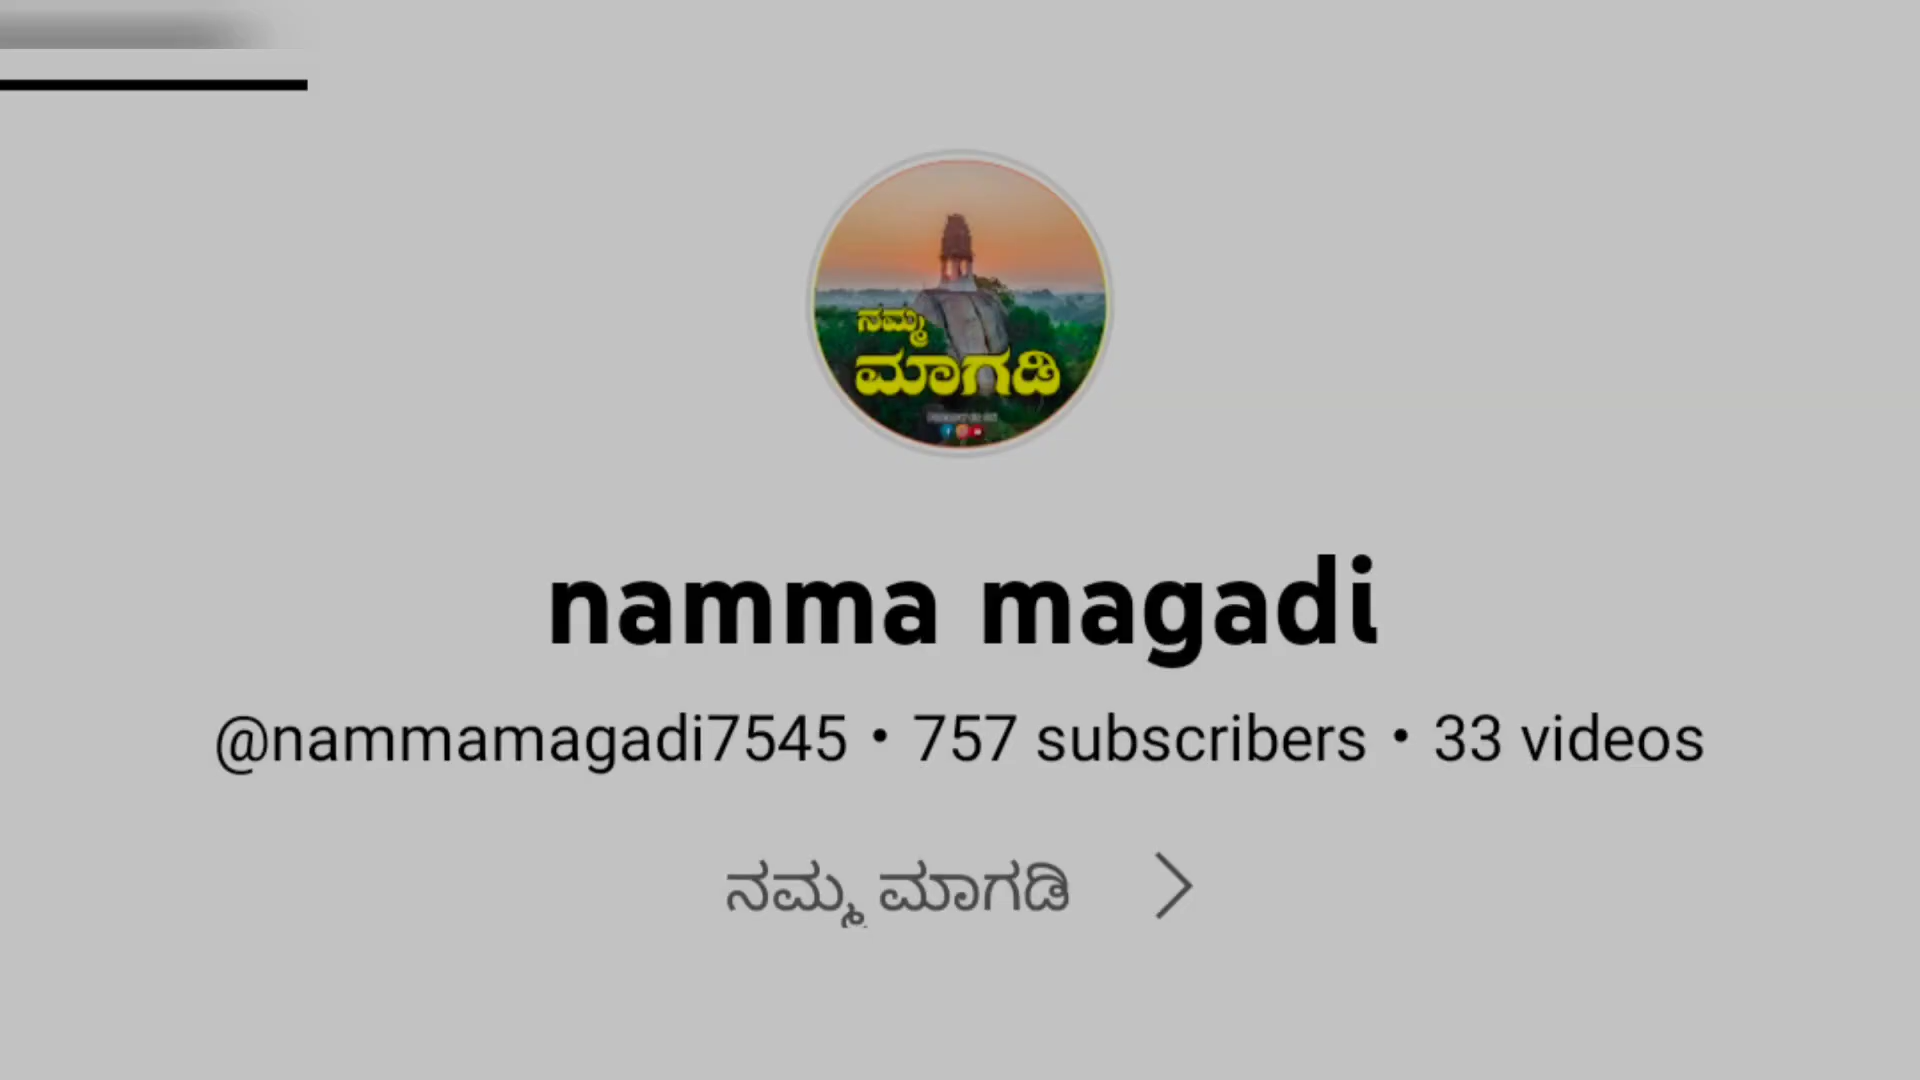 ನಮ್ಮ
ಮಾಗಡಿ
namma magadi
@nammamagadi7545 • 757 subscribers • 33 videos
ನಮ್ಮ ಮಾಗಡಿ